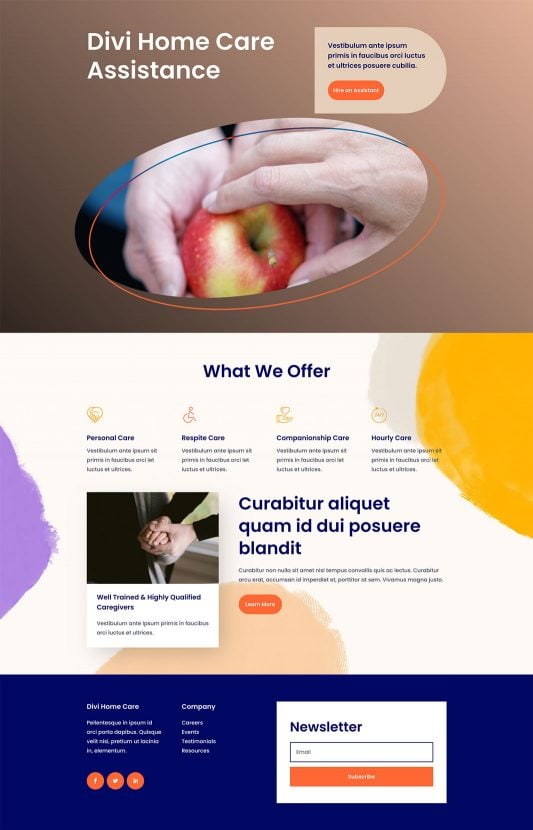 Divi Home Care
Assistance
Vestibulum ante ipsum
primis in faucibus orci luctus
et ultrices posuere cubilia.
Hire an Assistant
What We Offer
Personal Care
Vestibulum ante ipsum sit
primis in faucibus orci let
luctus et ultrices.
Respite Care
Vestibulum ante ipsum sit
primis in faucibus orci let
luctus et ultrices.
Companionship Care
Vestibulum ante ipsum sit
primis in faucibus orci let
luctus et ultrices.
24/7
Hourly Care
Vestibulum ante ipsum sit
primis in faucibus orci let
luctus et ultrices.
Well Trained & Highly Qualified
Caregivers
Vestibulum ante ipsum primis in faucibus
orci luctus et ultrices.
Curabitur aliquet
quam id dui posuere
blandit
Curabitur non nulla sit amet nisl tempus convallis quis ac lectus. Curabitur
arcu erat, accumsan id imperdiet et, porttitor at sem. Vivamus magna justo.
Learn More
Divi Home Care
Pellentesque in ipsum id
orci porta dapibus. Quisque
velit nisi, pretium ut lacinia
in, elementum.
Company
Careers
Events
Testimonials
Resources
Newsletter
Email
Subscribe